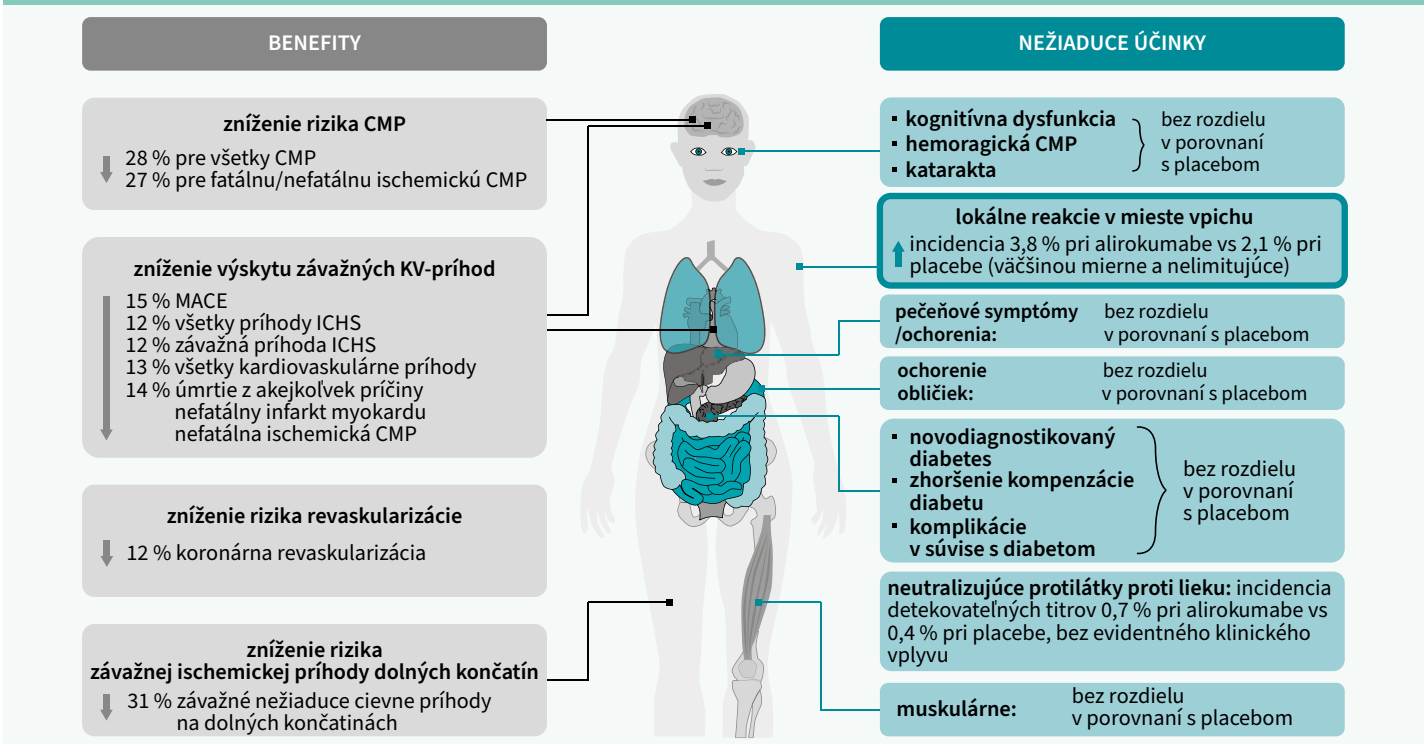 BENEFITY
zníženie rizika CMP
28 % pre všetky CMP
27 % pre fatálnu/nefatálnu ischemickú CMP
zníženie výskytu závažných KV-príhod
15 % MACE
12 % všetky príhody ICHS
12 % závažná príhoda ICHS
13 % všetky kardiovaskulárne príhody
14 % úmrtie z akejkoľvek príčiny
nefatálny infarkt myokardu
nefatálna ischemická CMP
zníženie rizika revaskularizácie
12 % koronárna revaskularizácia
zníženie rizika
závažnej ischemickej príhody dolných končatín
31 % závažné nežiaduce cievne príhody
na dolných končatinách
NEŽIADUCE ÚČINKY
▪ kognitívna dysfunkcia
▪ hemoragická CMP
▪ katarakta
bez rozdielu
v porovnaní
s placebom
lokálne reakcie v mieste vpichu
incidencia 3,8 % pri alirokumabe vs 2,1 % pri
placebe (väčšinou mierne a nelimitujúce)
pečeňové symptómy
/ochorenia:
bez rozdielu
v porovnaní s placebom
ochorenie
obličiek:
bez rozdielu
v porovnaní s placebom
▪ novodiagnostikovaný
diabetes
▪ zhoršenie kompenzácie
diabetu
▪ komplikácie
v súvise s diabetom
bez rozdielu
v porovnaní
s placebom
neutralizujúce protilátky proti lieku: incidencia
detekovateľných titrov 0,7 % pri alirokumabe vs
0,4 % pri placebe, bez evidentného klinického
vplyvu
muskulárne:
bez rozdielu
v porovnaní s placebom